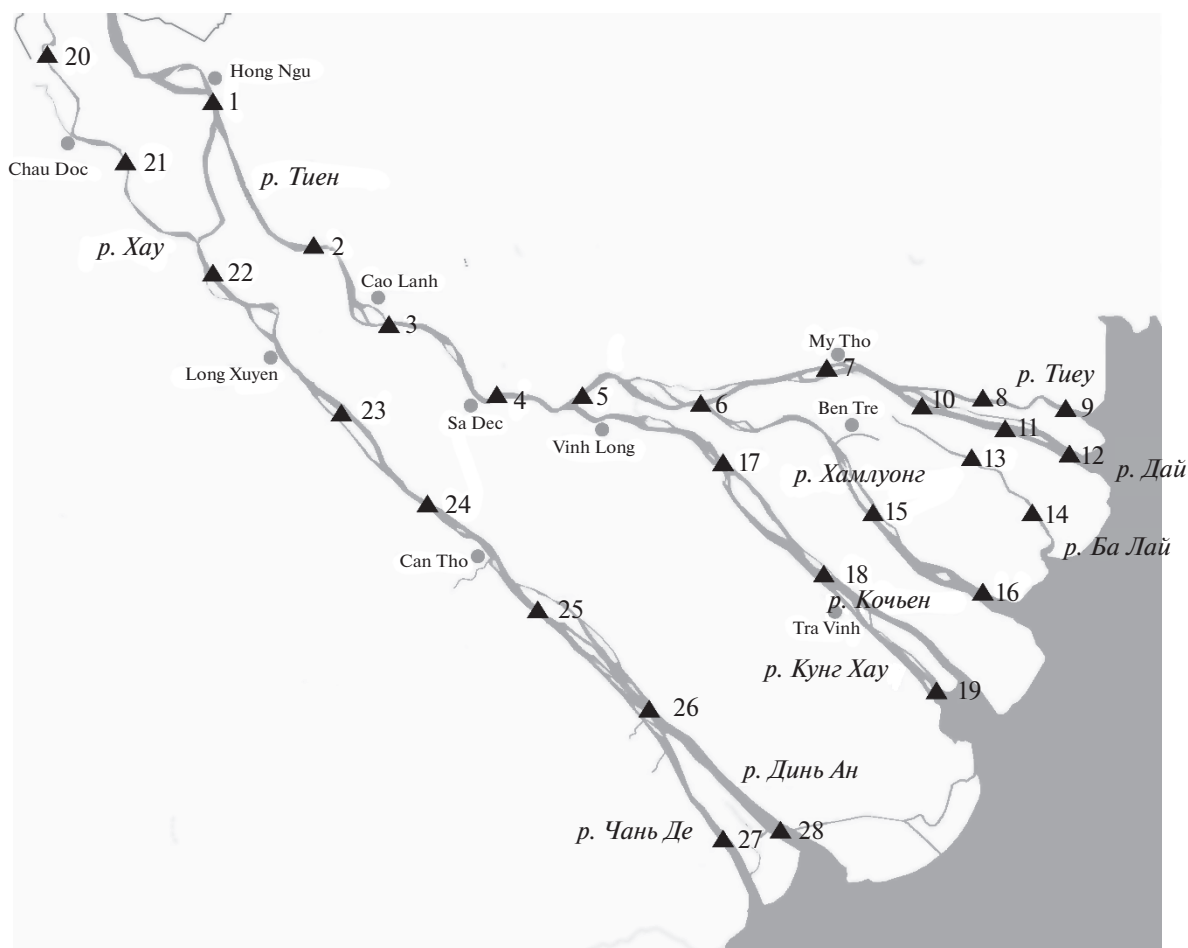 20
Hong Ngu
1
Chau Doc
21
р. Тиен
р. Хау
2
22
Cao Lanh
3
Long Xuyen
My Tho
7
р. Тиеу
23
Sa Dec
4
5
Vinh Long
6
Ben Tre
10
8
9
11
12
р. Дай
17
р. Хамлуонг
13
24
15
14
р. Ба Лай
Can Tho
18
16
р. Кочьен
25
Tra Vinh
р. Кунг Хау
19
26
р. Динь Ан
р. Чань Де
27
28